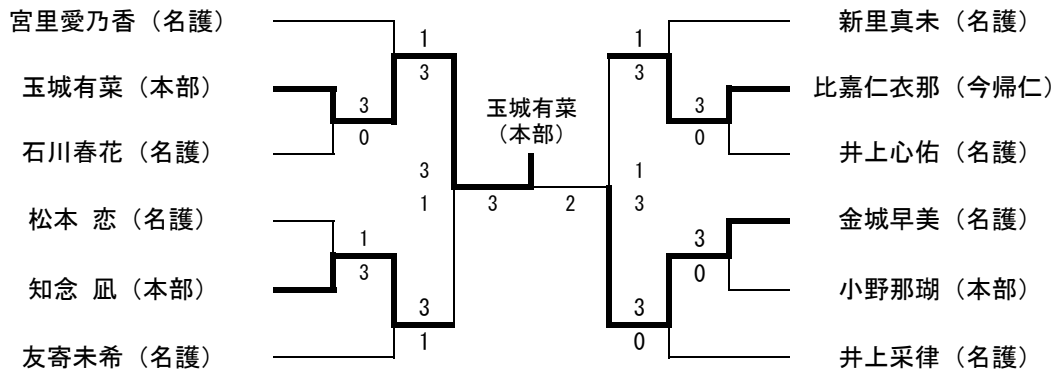 宮里愛乃香（名護）
玉城有菜（本部）
石川春花（名護）
松本 恋（名護）
知念 凪（本部）
友寄未希（名護）
1
3
3
0
3
1
1
3
3
1
玉城有菜
（本部）
3
2
1
3
3
0
1
3
3
0
3
0
新里真未（名護）
比嘉仁衣那（今帰仁）
井上心佑（名護）
金城早美（名護）
小野那瑚（本部）
井上采律（名護）